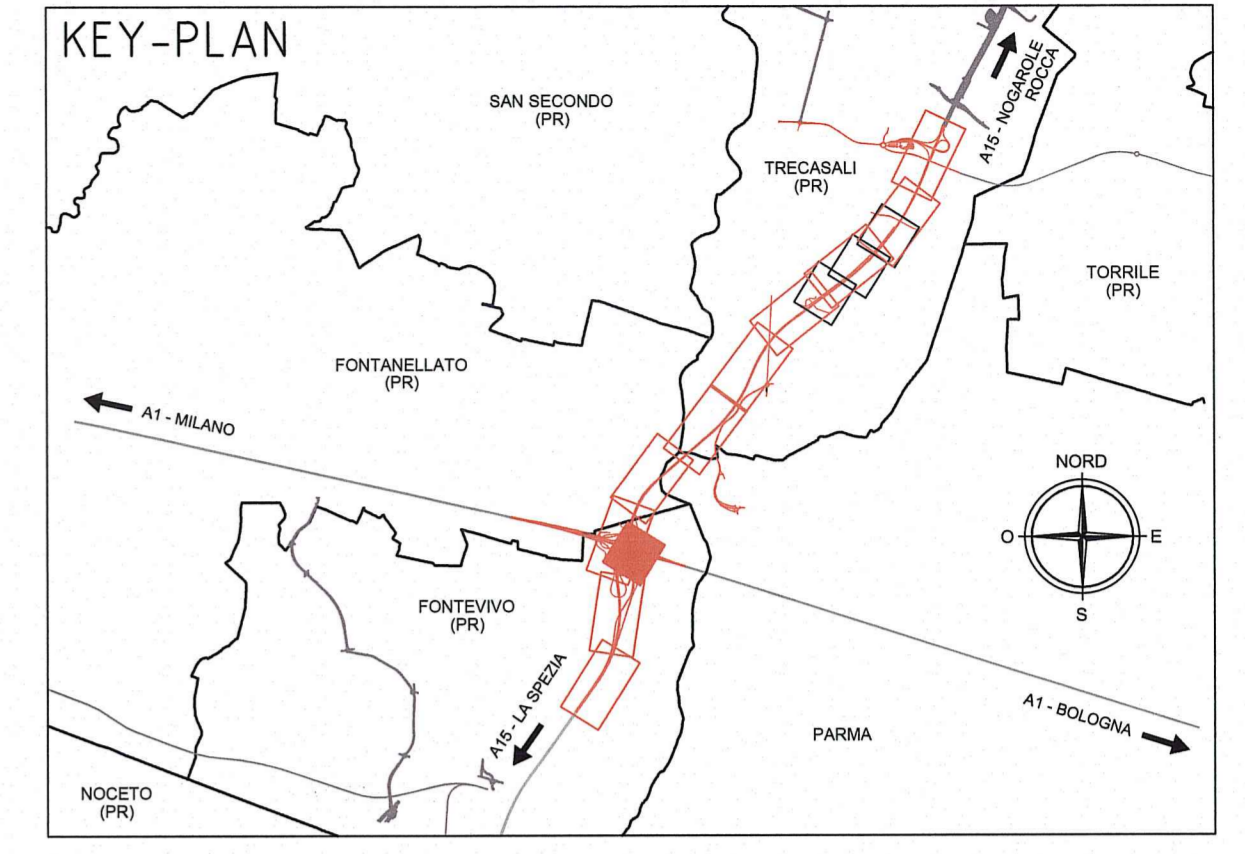 KEY-PLAN
SAN SECONDO
(PR)
A15 - NOGAROLE
ROCCA
TRECASALI
(PR)
TORRILE
(PR)
FONTANELLATO
(PR)
A1 - MILANO
NORD
O
E
S
FONTEVIVO
(PR)
A15 - LA SPEZIA
A1 - BOLOGNA
PARMA
NOCETO
(PR)